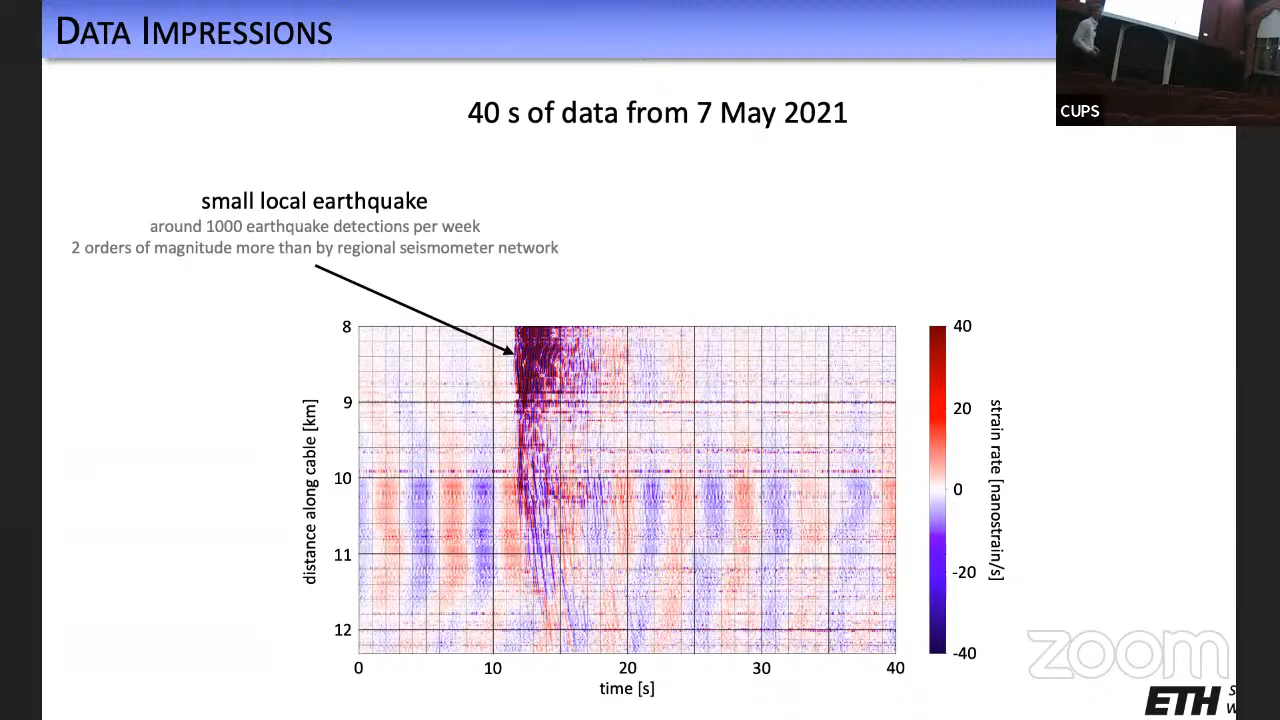 DATA IMPRESSIONS
CUPS
40 s of data from 7 May 2021
small local earthquake
around 1000 earthquake detections per week
2 orders of magnitude more than by regional seismometer network
8
9
10
11
12
distance along cable [km]
0
10
20
30
40
time [s]
40
20
0
-20
-40
strain rate [nanostrain/s]
zoom
ETH